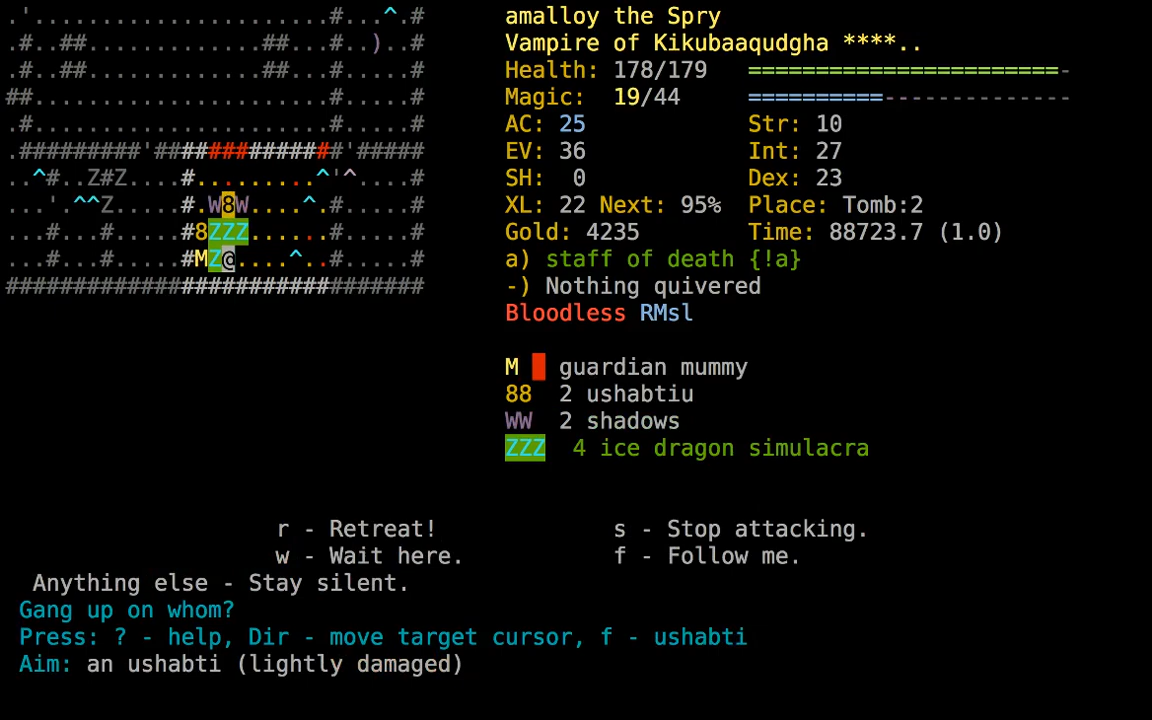 .'......................#...^.#   amalloy the Spry
.#..##.............##...#..)..#   Vampire of Kikubaaqudgha ****..
.#..##.............##...#.....#   Health: 178/179   =======================-
##......................#.....#   Magic:  19/44     ==========--------------
.#......................#.....#   AC: 25            Str: 10
.#########'##############'#####   EV: 36            Int: 27
..^#..Z#Z....#.........^'^....#   SH:  0            Dex: 23
...'.^^Z.....#.W8W....^.#.....#   XL: 22 Next: 95%  Place: Tomb:2
...#...#.....#8ZZZ......#.....#   Gold: 4235        Time: 88723.7 (1.0)
...#...#.....#MZ@....^..#.....#   a) staff of death {!a}
###############################   -) Nothing quivered
Bloodless RMsl
M   guardian mummy
88  2 ushabtiu
WW  2 shadows
ZZZ  4 ice dragon simulacra
r - Retreat!              s - Stop attacking.
w - Wait here.            f - Follow me.
Anything else - Stay silent.
Gang up on whom?
Press: ? - help, Dir - move target cursor, f - ushabti
Aim: an ushabti (lightly damaged)